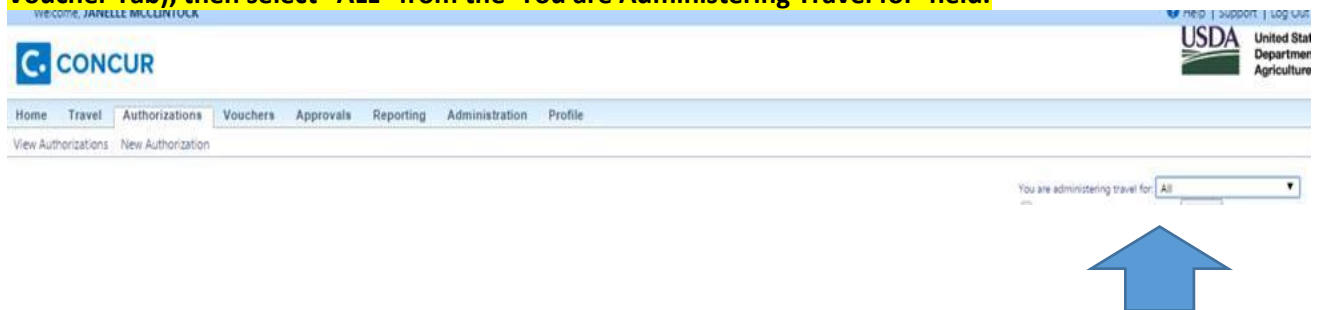 Voucher Tab), then select "ALL" from the 'You are Administering Travel for' field.
Welcome, JANELLE MCCLINTOCK
Help | Support | Log Out
C. CONCUR
USDA
United Stat
Departmen
Agriculture
Home Travel Authorizations Vouchers Approvals Reporting Administration Profile
View Authorizations New Authorization
You are administering travel for: All